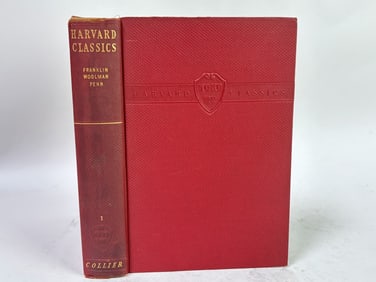 HARVARD
CLASSICS
FRANKLIN
WOOLMAN
PENN
1
COLLIER
HARVARD CLASSICS